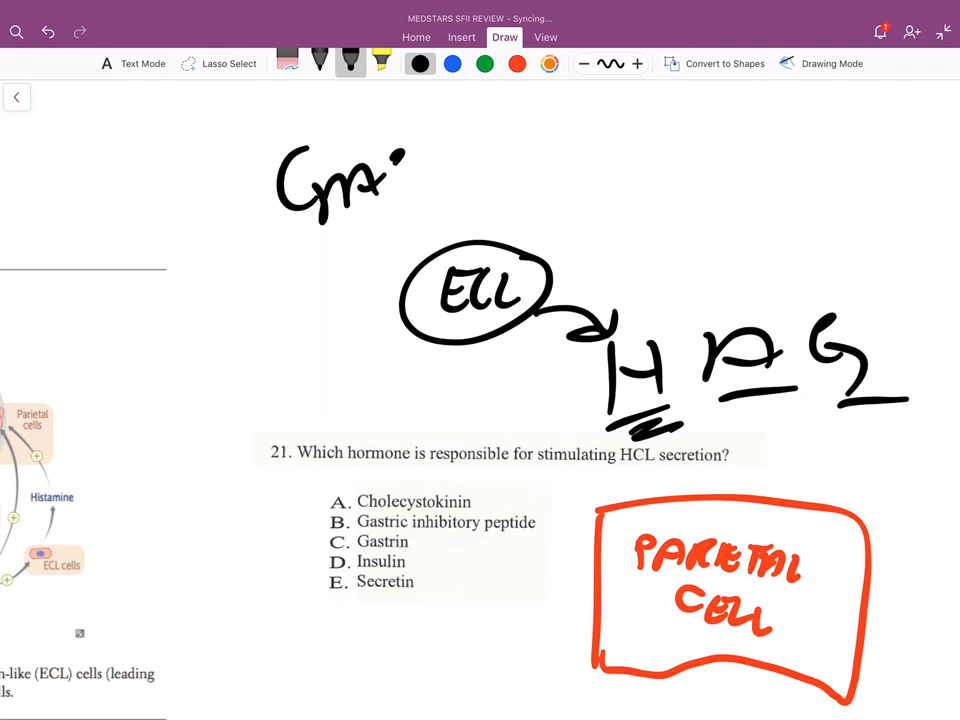 MEDSTARS SFII REVIEW - Syncing...
Home Insert Draw View
1
Text Mode Lasso Select Convert to Shapes Drawing Mode
ECL
H A G
Parietal
cells
Histamine
ECL cells
n-like (ECL) cells (leading
lls.
21. Which hormone is responsible for stimulating HCL secretion?
A. Cholecystokinin
B. Gastric inhibitory peptide
C. Gastrin
D. Insulin
E. Secretin
PARIETAL
CELL